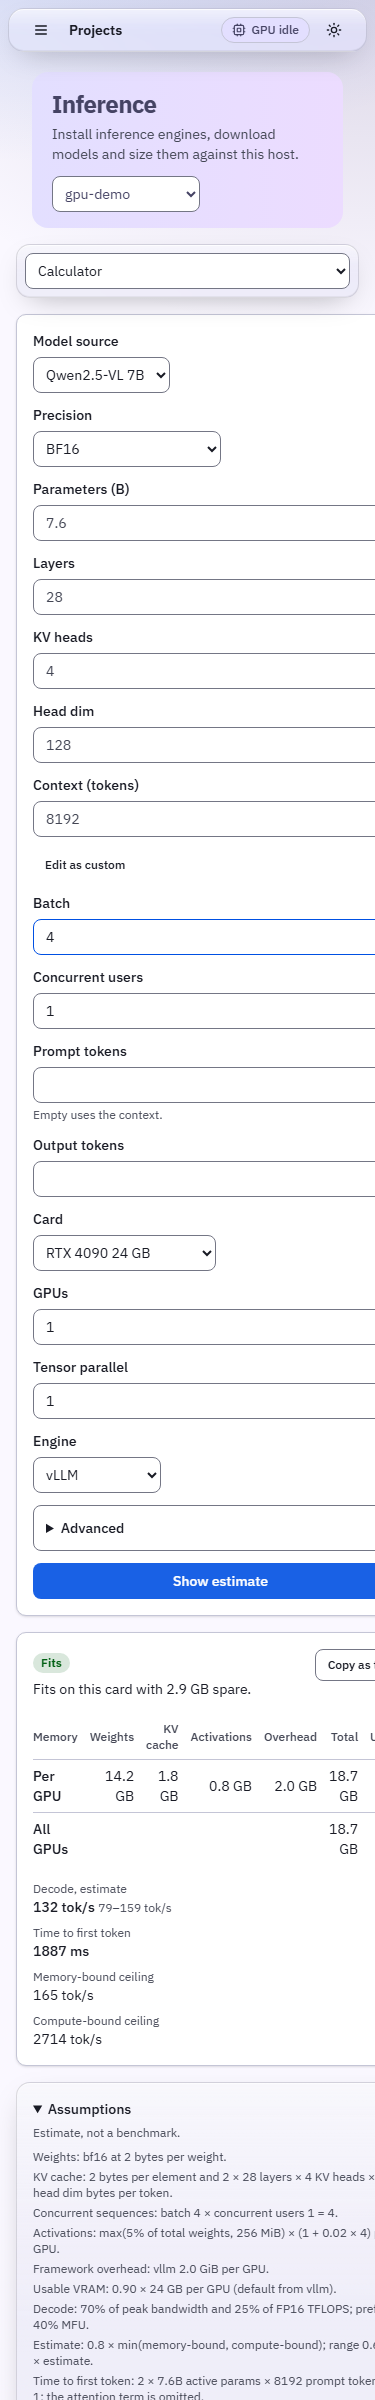 Projects
GPU idle
Inference
Install inference engines, download
models and size them against this host.
gpu-demo
Calculator
Model source
Qwen2.5-VL 7B
Precision
BF16
Parameters (B)
7.6
Layers
28
KV heads
4
Head dim
128
Context (tokens)
8192
Edit as custom
Batch
4
Concurrent users
1
Prompt tokens
Empty uses the context.
Output tokens
Card
RTX 4090 24 GB
GPUs
1
Tensor parallel
1
Engine
vLLM
Advanced
Show estimate
Fits
Copy as
Fits on this card with 2.9 GB spare.
Memory Weights KV cache Activations Overhead Total
Per GPU 14.2 GB 1.8 GB 0.8 GB 2.0 GB 18.7 GB
All GPUs 18.7 GB
Decode, estimate
132 tok/s 79–159 tok/s
Time to first token
1887 ms
Memory-bound ceiling
165 tok/s
Compute-bound ceiling
2714 tok/s
Assumptions
Estimate, not a benchmark.
Weights: bf16 at 2 bytes per weight.
KV cache: 2 bytes per element and 2 × 28 layers × 4 KV heads ×
head dim bytes per token.
Concurrent sequences: batch 4 × concurrent users 1 = 4.
Activations: max(5% of total weights, 256 MiB) × (1 + 0.02 × 4)
GPU.
Framework overhead: vllm 2.0 GiB per GPU.
Usable VRAM: 0.90 × 24 GB per GPU (default from vllm).
Decode: 70% of peak bandwidth and 25% of FP16 TFLOPS;
40% MFU.
Estimate: 0.8 × min(memory-bound, compute-bound); range
× estimate.
Time to first token: 2 × 7.6B active params × 8192 prompt
1; the attention term is omitted.